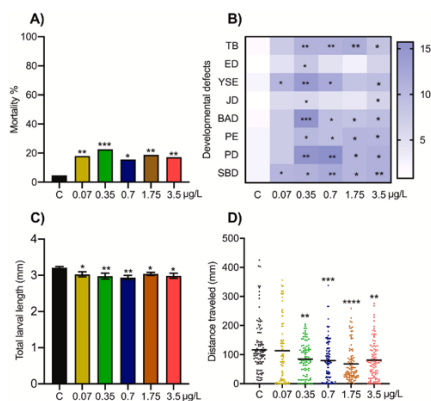 A)
Mortality %
100
80
60
40
20
0
** *** * ** **
C 0.07 0.35 0.7 1.75 3.5 µg/L
B)
Developmental defects
TB ** ** ** *
ED *
YSE * ** * *
JD * *
BAD *** * * *
PE * * * *
PD ** ** * *
SBD * * ** * **
C 0.07 0.35 0.7 1.75 3.5 µg/L
15
10
5
C)
Total larval length (mm)
4
3
2
1
0
* ** ** * *
C 0.07 0.35 0.7 1.75 3.5 µg/L
D)
Distance traveled (mm)
500
400
300
200
100
0
** *** **** **
C 0.07 0.35 0.7 1.75 3.5 µg/L